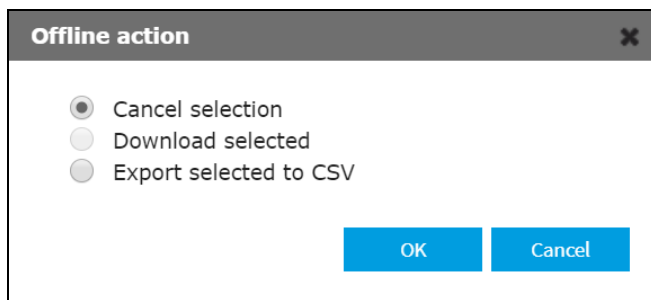 Offline action
Cancel selection
Download selected
Export selected to CSV
OK Cancel